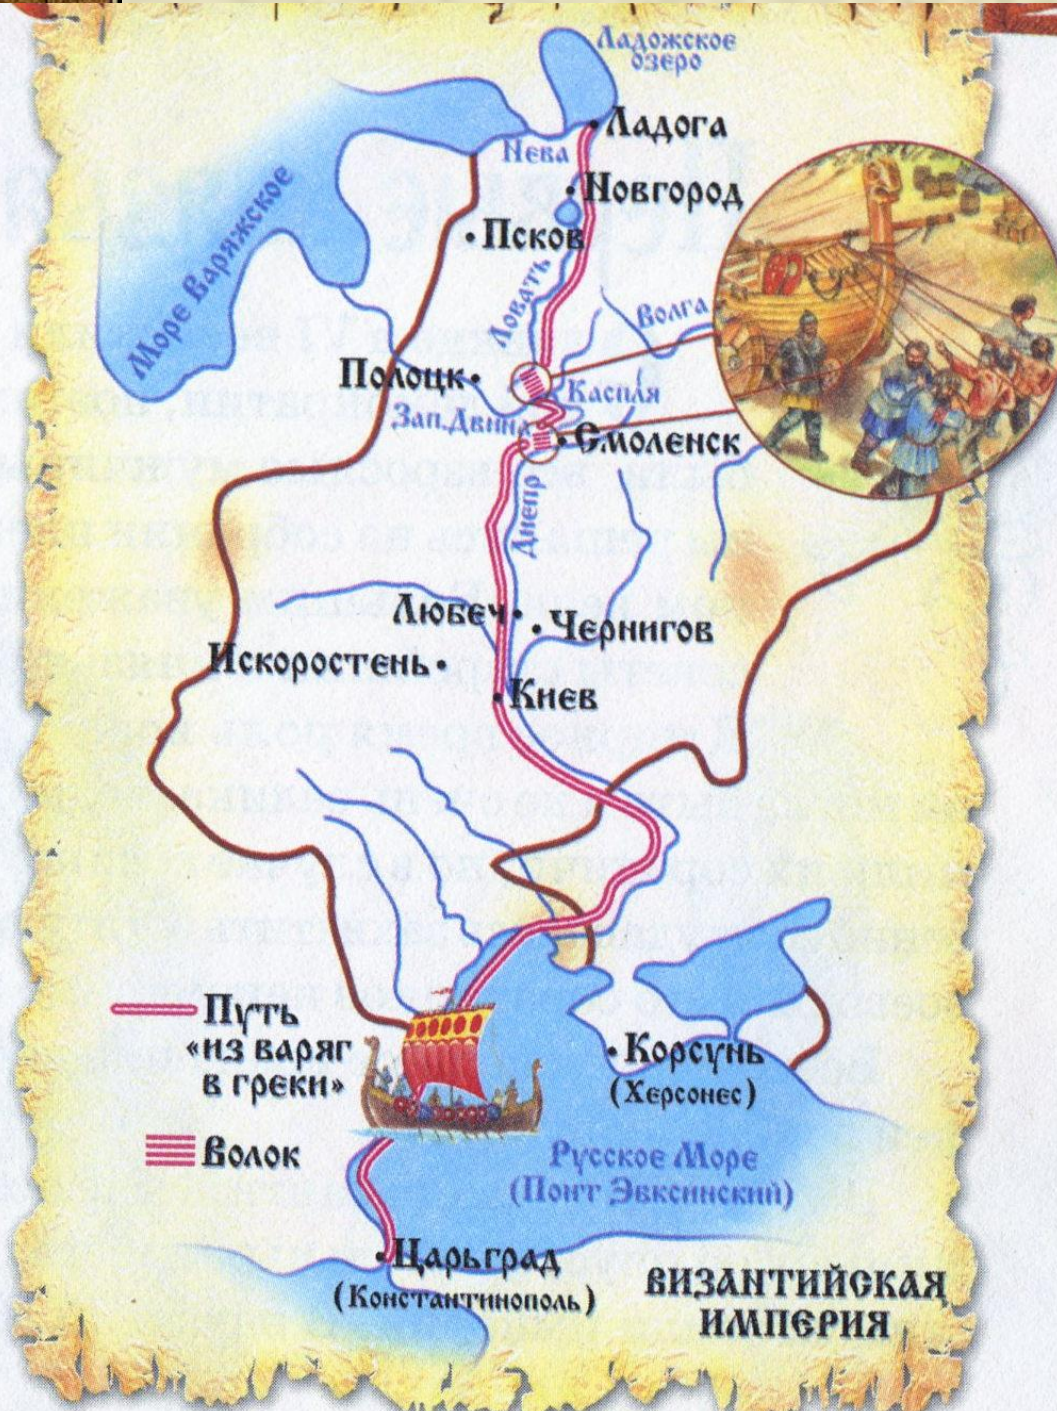 Ладожское
озеро
Ладога
Нева
Новгород
Псков
Море Варяжское
Ловать
Волга
Полоцк
Каспля
Зап.Двина
Смоленск
Днепр
Любеч
Чернигов
Искоростень
Киев
Путь
«из варяг
в греки»
Волок
Корсунь
(Херсонес)
Русское Море
(Понт Эвксинский)
Царьград
(Константинополь)
ВИЗАНТИЙСКАЯ
ИМПЕРИЯ